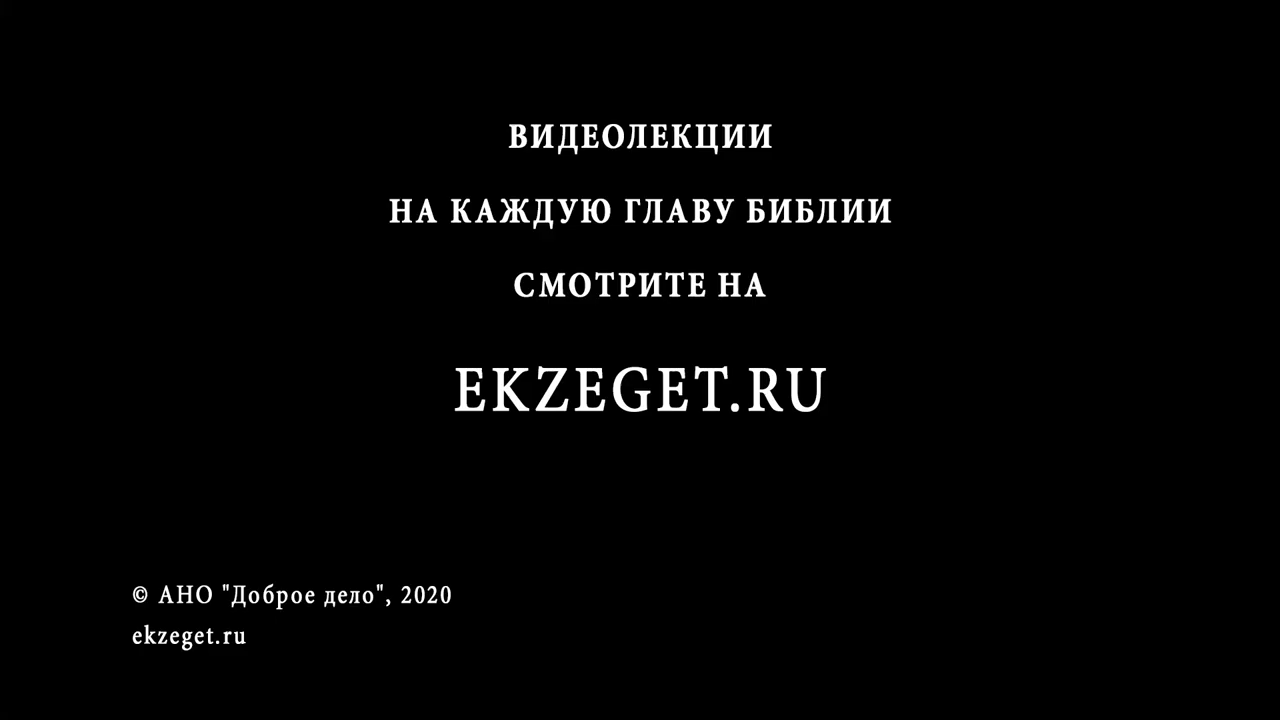 ВИДЕОЛЕКЦИИ
НА КАЖДУЮ ГЛАВУ БИБЛИИ
СМОТРИТЕ НА
EKZEGET.RU
© АНО "Доброе дело", 2020
ekzeget.ru